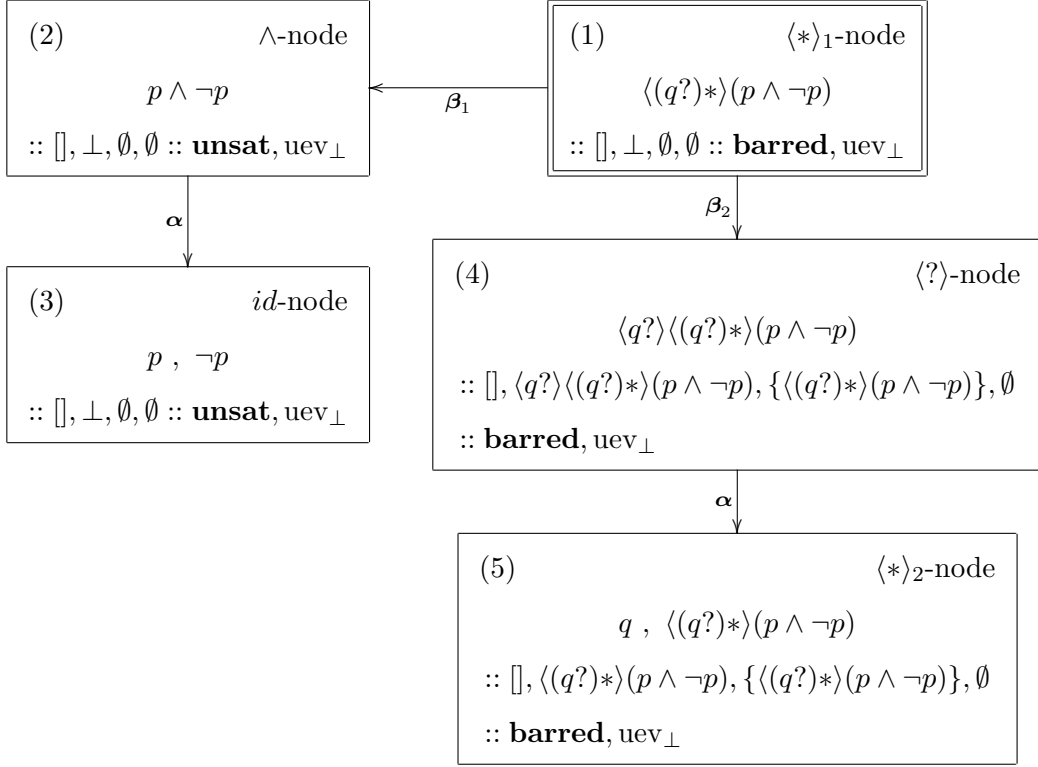 (2) ∧-node
p ∧ ¬p
:: [], ⊥, ∅, ∅ :: unsat, uev⊥
α
(3) id-node
p , ¬p
:: [], ⊥, ∅, ∅ :: unsat, uev⊥
β₁
(1) ⟨∗⟩₁-node
⟨(q?)∗⟩(p ∧ ¬p)
:: [], ⊥, ∅, ∅ :: barred, uev⊥
β₂
(4) ⟨?⟩-node
⟨q?⟩⟨(q?)∗⟩(p ∧ ¬p)
:: [], ⟨q?⟩⟨(q?)∗⟩(p ∧ ¬p), {⟨(q?)∗⟩(p ∧ ¬p)}, ∅
:: barred, uev⊥
α
(5) ⟨∗⟩₂-node
q , ⟨(q?)∗⟩(p ∧ ¬p)
:: [], ⟨(q?)∗⟩(p ∧ ¬p), {⟨(q?)∗⟩(p ∧ ¬p)}, ∅
:: barred, uev⊥